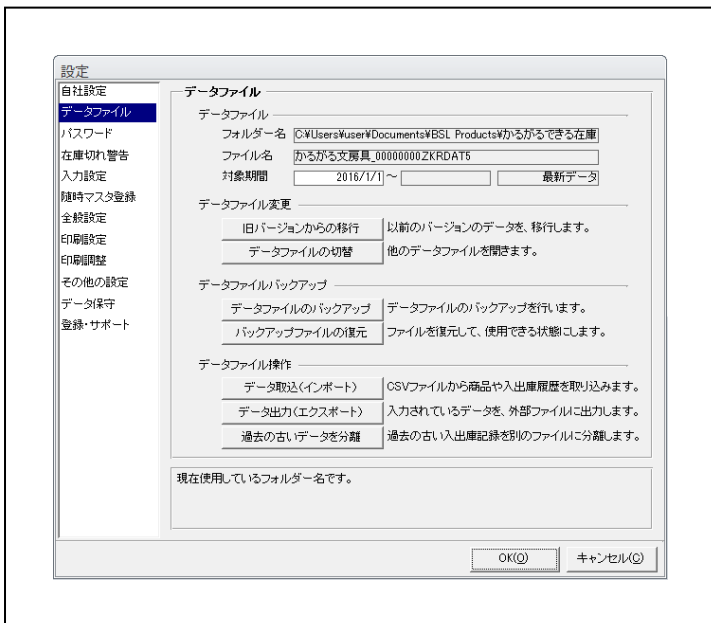 設定
自社設定
データファイル
パスワード
在庫切れ警告
入力設定
随時マスタ登録
全般設定
印刷設定
印刷調整
その他の設定
データ保守
登録・サポート
データファイル
データファイル
フォルダー名 C:¥Users¥user¥Documents¥BSL Products¥かるがるできる在庫
ファイル名 かるがる文房具_00000000.ZKRDAT5
対象期間 2016/1/1 ～ 最新データ
データファイル変更
旧バージョンからの移行 以前のバージョンのデータを、移行します。
データファイルの切替 他のデータファイルを開きます。
データファイルバックアップ
データファイルのバックアップ データファイルのバックアップを行います。
バックアップファイルの復元 ファイルを復元して、使用できる状態にします。
データファイル操作
データ取込(インポート) CSVファイルから商品や入出庫履歴を取り込みます。
データ出力(エクスポート) 入力されているデータを、外部ファイルに出力します。
過去の古いデータを分離 過去の古い入出庫記録を別のファイルに分離します。
現在使用しているフォルダー名です。
OK(O) キャンセル(C)